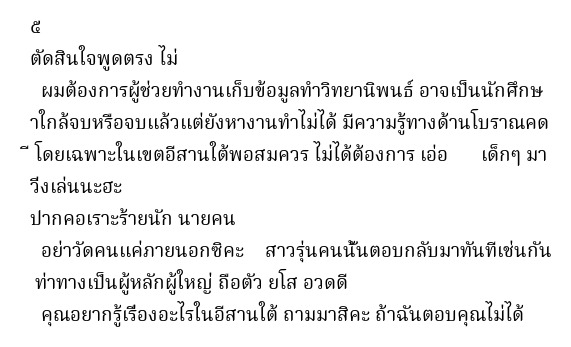 ๕
ตัดสินใจพูดตรง ไม่
ผมต้องการผู้ช่วยทำงานเก็บข้อมูลทำวิทยานิพนธ์ อาจเป็นนักศึกษ
าใกล้จบหรือจบแล้วแต่ยังหางานทำไม่ได้ มีความรู้ทางด้านโบราณคด
ี โดยเฉพาะในเขตอีสานใต้พอสมควร ไม่ได้ต้องการ เอ่อ เด็กๆ มา
วิ่งเล่นนะฮะ
ปากคอเราะร้ายนัก นายคน
อย่าวัดคนแค่ภายนอกซิคะ สาวรุ่นคนนั้นตอบกลับมาทันทีเช่นกัน
ท่าทางเป็นผู้หลักผู้ใหญ่ ถือตัว ยโส อวดดี
คุณอยากรู้เรื่องอะไรในอีสานใต้ ถามมาสิคะ ถ้าฉันตอบคุณไม่ได้